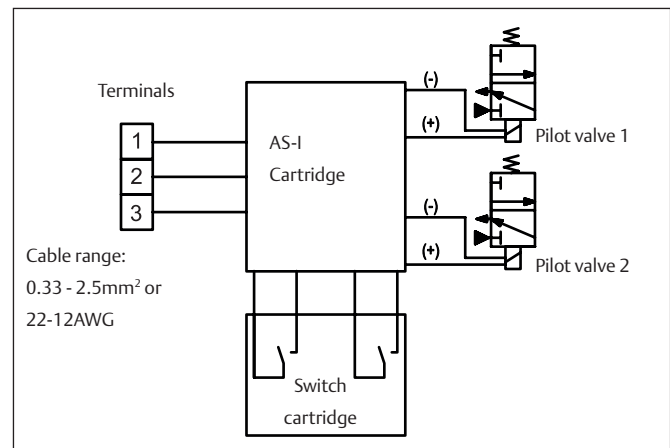 Terminals
1
2
3
Cable range:
0.33 - 2.5mm² or
22-12AWG
AS-I
Cartridge
(-)
(+)
Pilot valve 1
(-)
(+)
Pilot valve 2
Switch
cartridge